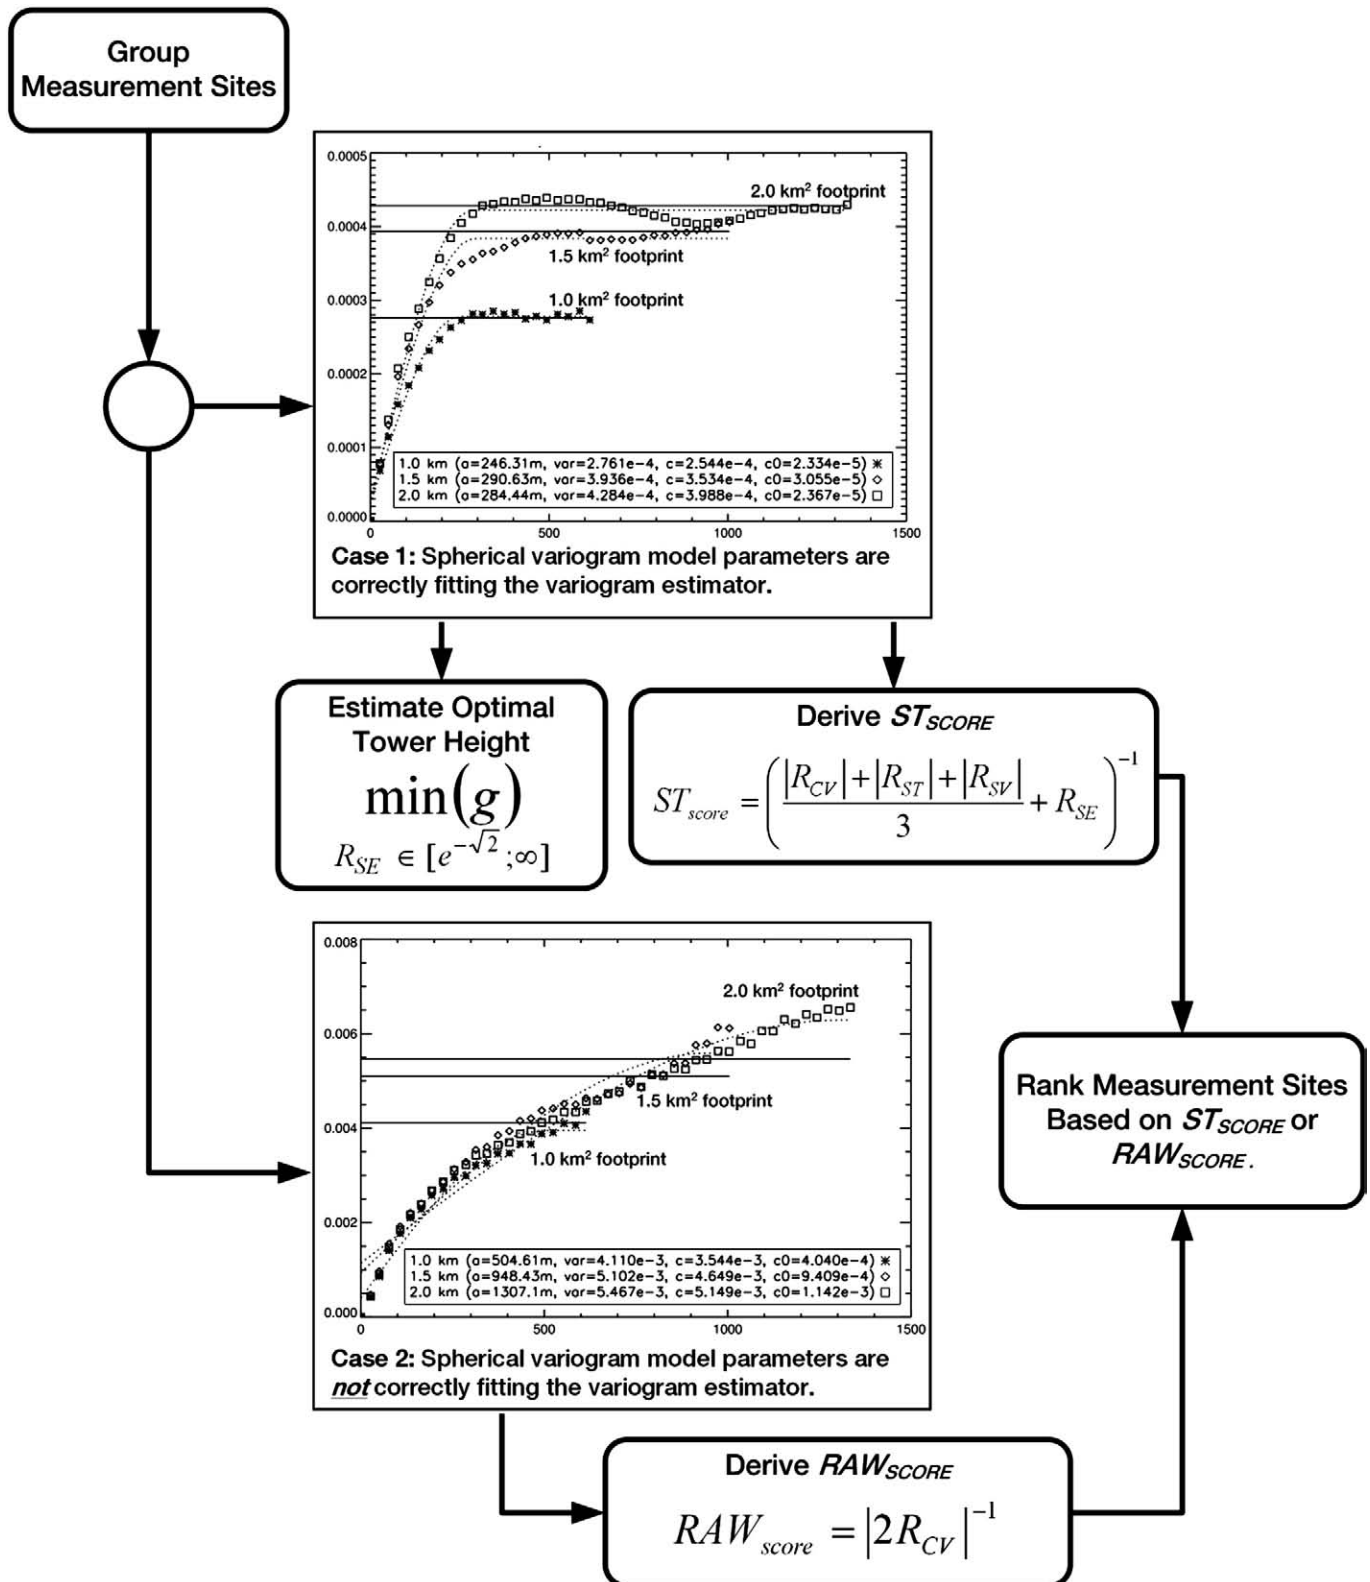 Group
Measurement Sites
0.0005
0.0004
0.0003
0.0002
0.0001
0.0000
2.0 km² footprint
1.5 km² footprint
1.0 km² footprint
1.0 km (a=246.31m, var=2.761e-4, c=2.544e-4, c0=2.334e-5)
1.5 km (a=290.63m, var=3.936e-4, c=3.534e-4, c0=3.055e-5)
2.0 km (a=284.44m, var=4.284e-4, c=3.988e-4, c0=2.367e-5)
0 500 1000 1500
Case 1: Spherical variogram model parameters are
correctly fitting the variogram estimator.
Estimate Optimal
Tower Height
min(g)
R_SE ∈ [e^{-√2};∞]
Derive ST_SCORE
ST_score = ((|R_CV|+|R_ST|+|R_SV|)/3 + R_SE)^{-1}
0.008
0.006
0.004
0.002
0.000
2.0 km² footprint
1.5 km² footprint
1.0 km² footprint
1.0 km (a=504.61m, var=4.110e-3, c=3.544e-3, c0=4.040e-4)
1.5 km (a=948.43m, var=5.102e-3, c=4.649e-3, c0=9.409e-4)
2.0 km (a=1307.1m, var=5.467e-3, c=5.149e-3, c0=1.142e-3)
0 500 1000 1500
Case 2: Spherical variogram model parameters are
not correctly fitting the variogram estimator.
Rank Measurement Sites
Based on ST_SCORE or
RAW_SCORE.
Derive RAW_SCORE
RAW_score = |2R_CV|^{-1}